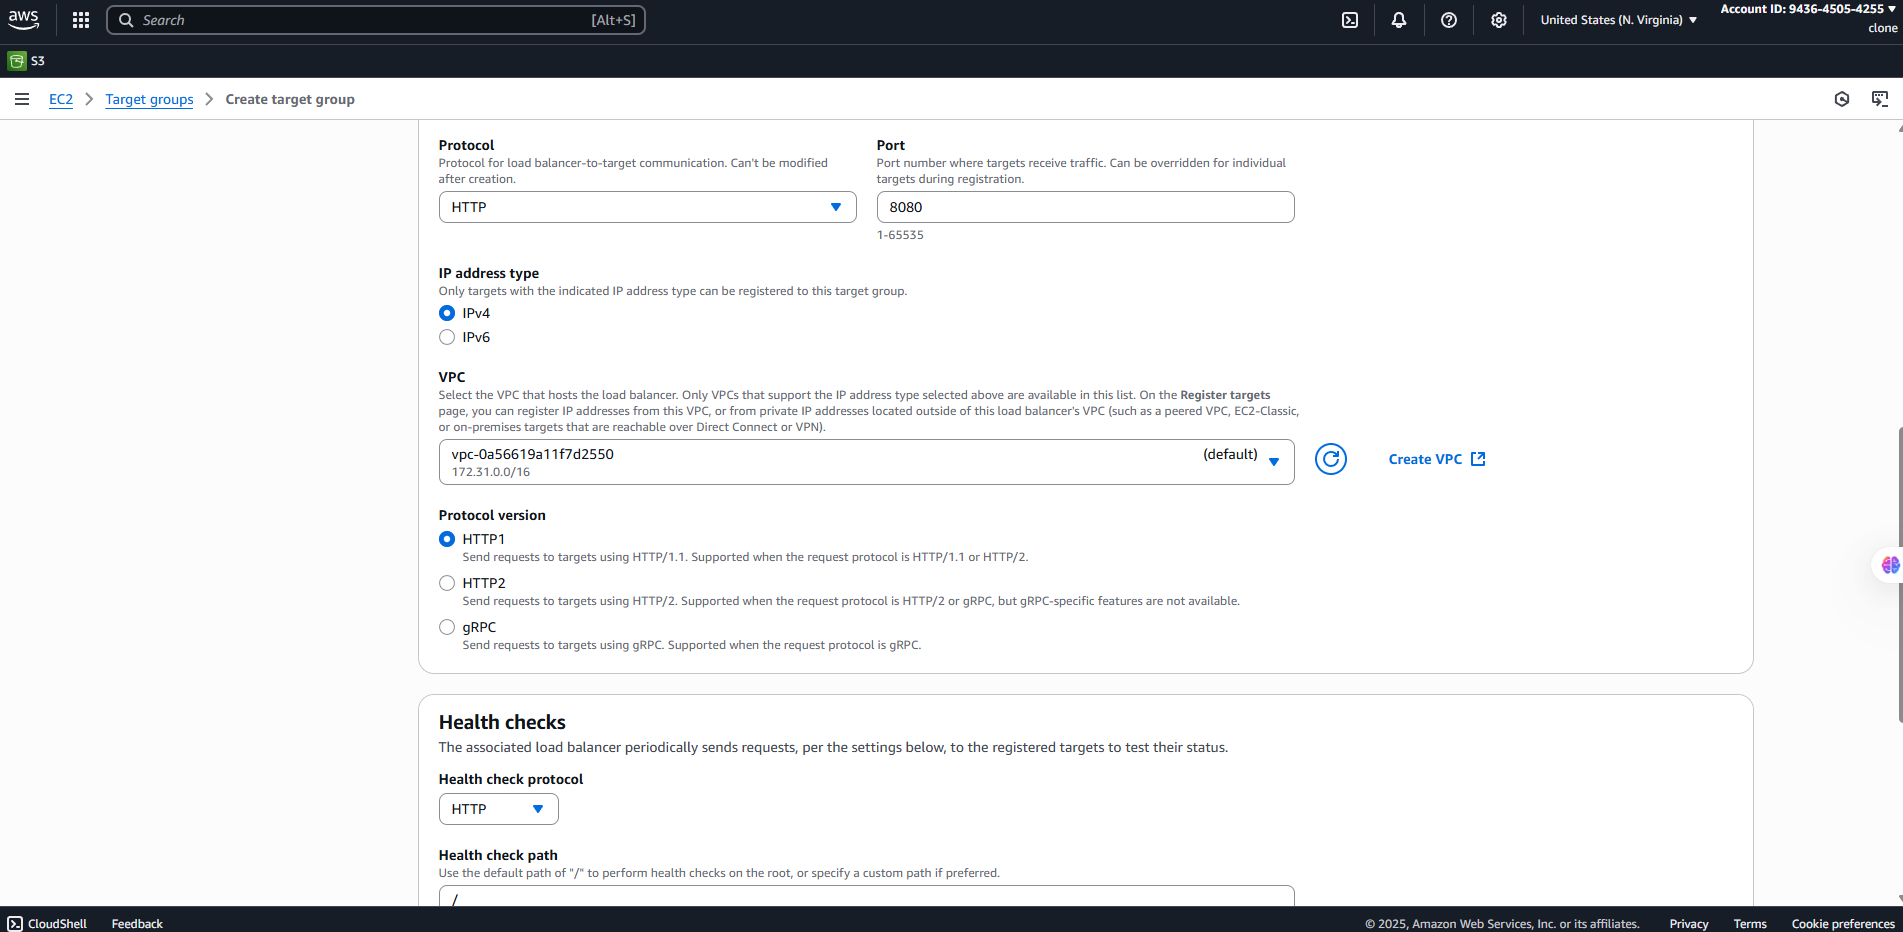 aws
Search [Alt+S]
United States (N. Virginia)
Account ID: 9436-4505-4255
clone
S3
EC2 Target groups Create target group
Protocol
Protocol for load balancer-to-target communication. Can't be modified
after creation.
HTTP
Port
Port number where targets receive traffic. Can be overridden for individual
targets during registration.
8080
1-65535
IP address type
Only targets with the indicated IP address type can be registered to this target group.
IPv4
IPv6
VPC
Select the VPC that hosts the load balancer. Only VPCs that support the IP address type selected above are available in this list. On the Register targets
page, you can register IP addresses from this VPC, or from private IP addresses located outside of this load balancer's VPC (such as a peered VPC, EC2-Classic,
or on-premises targets that are reachable over Direct Connect or VPN).
vpc-0a56619a11f7d2550 (default)
172.31.0.0/16
Create VPC
Protocol version
HTTP1
Send requests to targets using HTTP/1.1. Supported when the request protocol is HTTP/1.1 or HTTP/2.
HTTP2
Send requests to targets using HTTP/2. Supported when the request protocol is HTTP/2 or gRPC, but gRPC-specific features are not available.
gRPC
Send requests to targets using gRPC. Supported when the request protocol is gRPC.
Health checks
The associated load balancer periodically sends requests, per the settings below, to the registered targets to test their status.
Health check protocol
HTTP
Health check path
Use the default path of "/" to perform health checks on the root, or specify a custom path if preferred.
/
CloudShell Feedback © 2025, Amazon Web Services, Inc. or its affiliates. Privacy Terms Cookie preferences